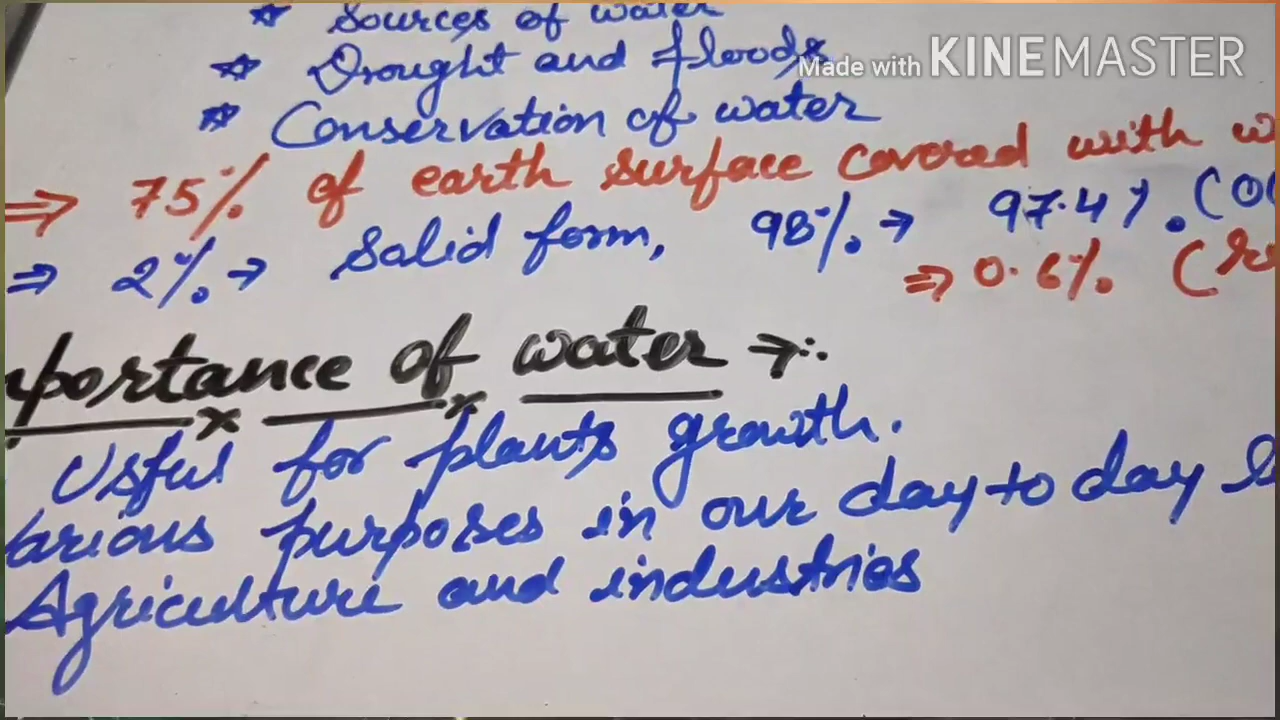 ☆ Sources of water
☆ Drought and floods
Made with KINEMASTER
☆ Conservation of water
⇒ 75% of earth surface covered with w
⇒ 2% → Solid form, 98% → 97.4%. (O
⇒ 0.6% (
mportance of water →:.
Usful for plants growth.
arious purposes in our day to day l
Agriculture and industries